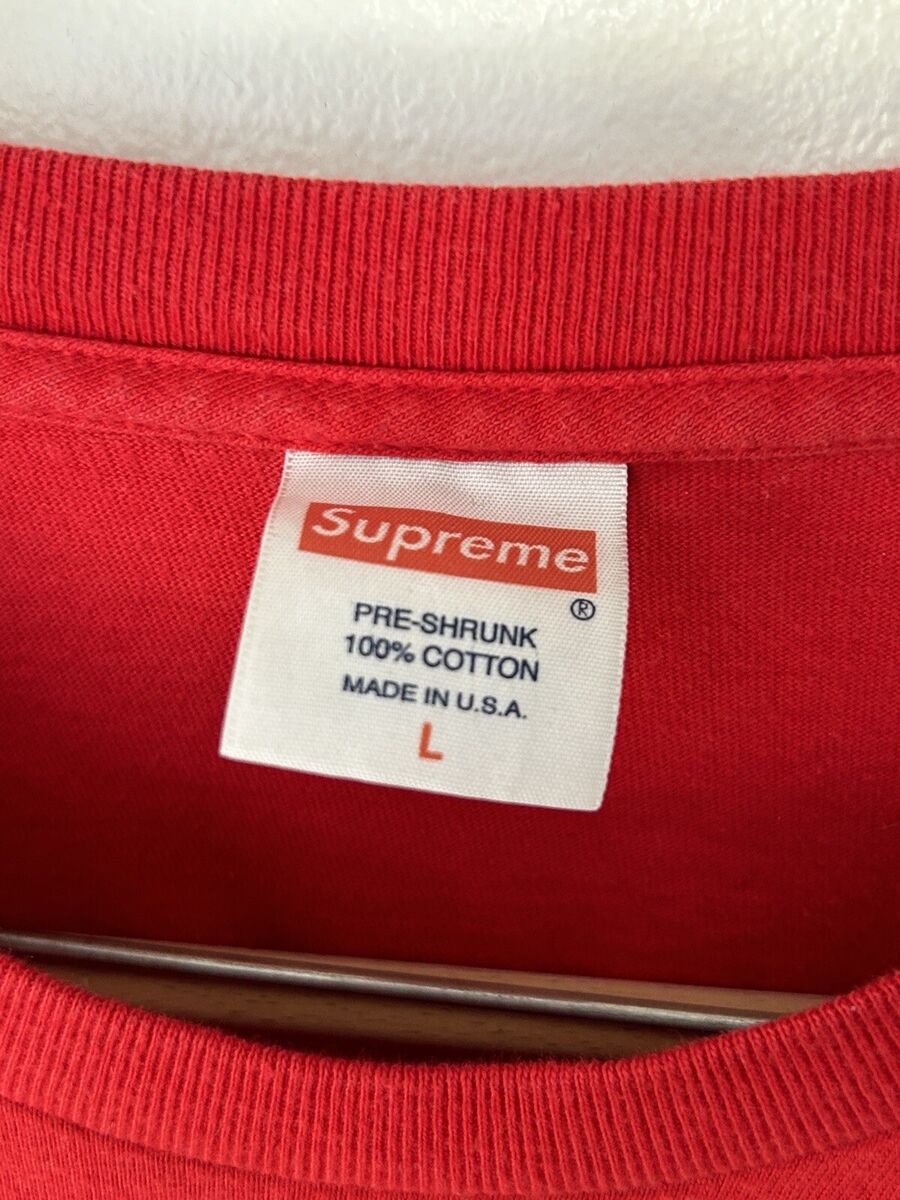 Supreme
®
PRE-SHRUNK
100% COTTON
MADE IN U.S.A.
L